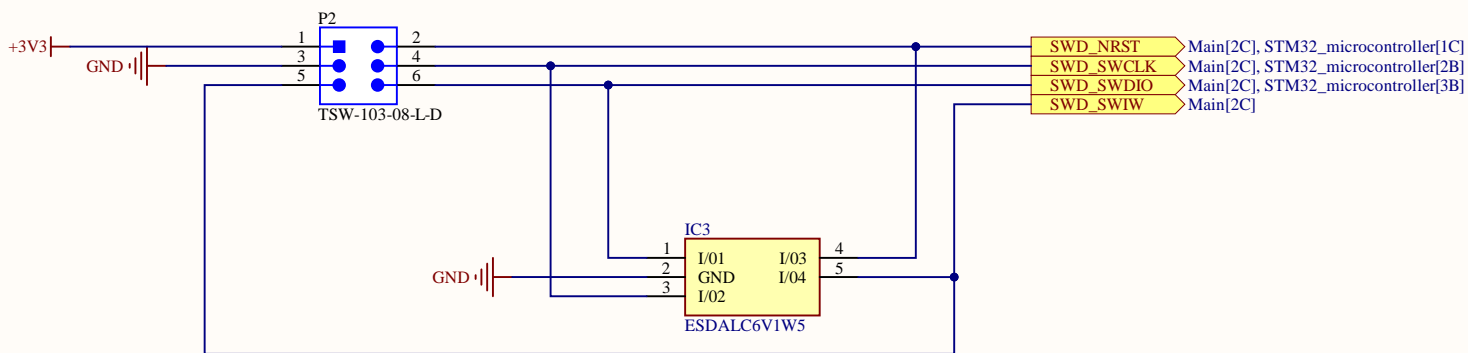 P2
+3V3
1
2
SWD_NRST
Main[2C], STM32_microcontroller[1C]
GND
3
4
SWD_SWCLK
Main[2C], STM32_microcontroller[2B]
5
6
SWD_SWDIO
Main[2C], STM32_microcontroller[3B]
SWD_SWIW
Main[2C]
TSW-103-08-L-D
IC3
1
I/01
I/03
4
GND
2
GND
I/04
5
3
I/02
ESDALC6V1W5